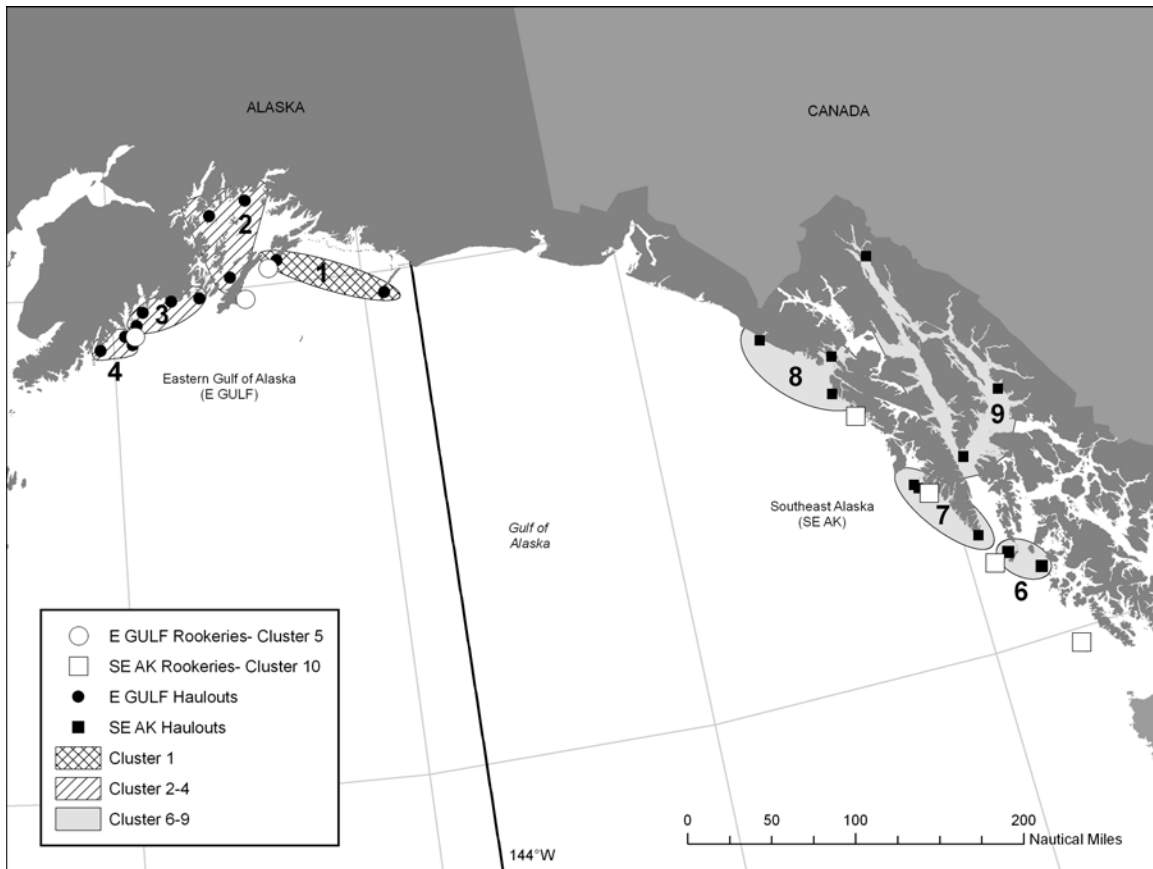 ALASKA
CANADA
2
1
3
4
Eastern Gulf of Alaska
(E GULF)
8
9
Southeast Alaska
(SE AK)
7
Gulf of
Alaska
6
E GULF Rookeries- Cluster 5
SE AK Rookeries- Cluster 10
E GULF Haulouts
SE AK Haulouts
Cluster 1
Cluster 2-4
Cluster 6-9
0 50 100 200
Nautical Miles
144°W